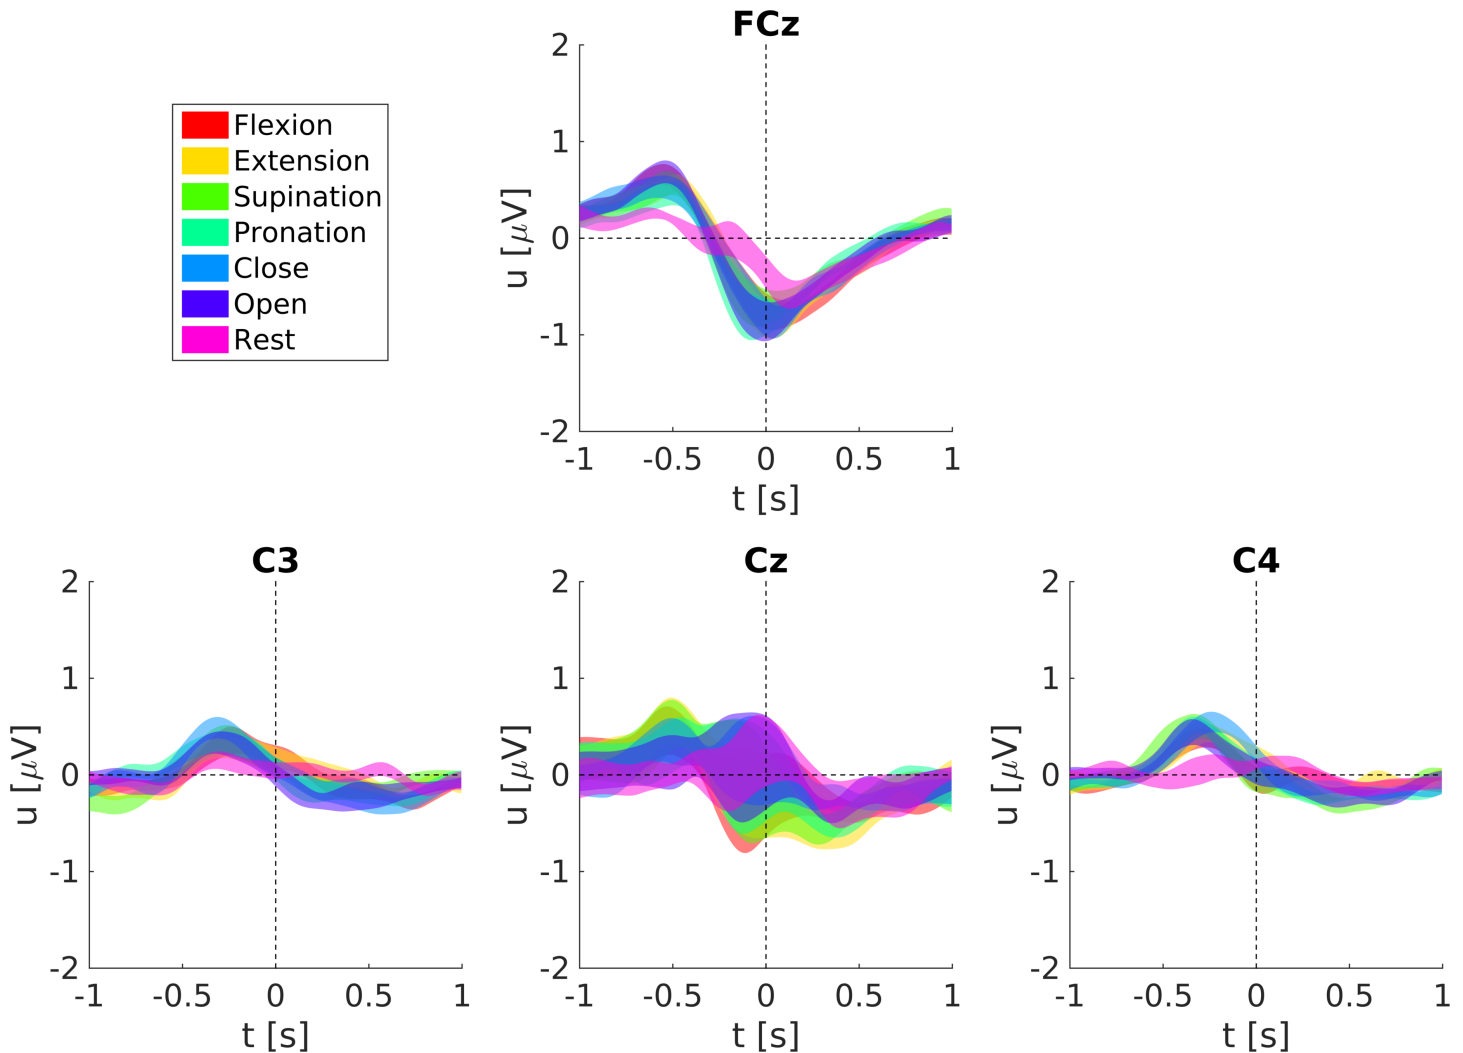 FCz
2
1
0
-1
-2
u [μV]
-1 -0.5 0 0.5 1
t [s]
Flexion
Extension
Supination
Pronation
Close
Open
Rest
C3
2
1
0
-1
-2
u [μV]
-1 -0.5 0 0.5 1
t [s]
Cz
2
1
0
-1
-2
u [μV]
-1 -0.5 0 0.5 1
t [s]
C4
2
1
0
-1
-2
u [μV]
-1 -0.5 0 0.5 1
t [s]